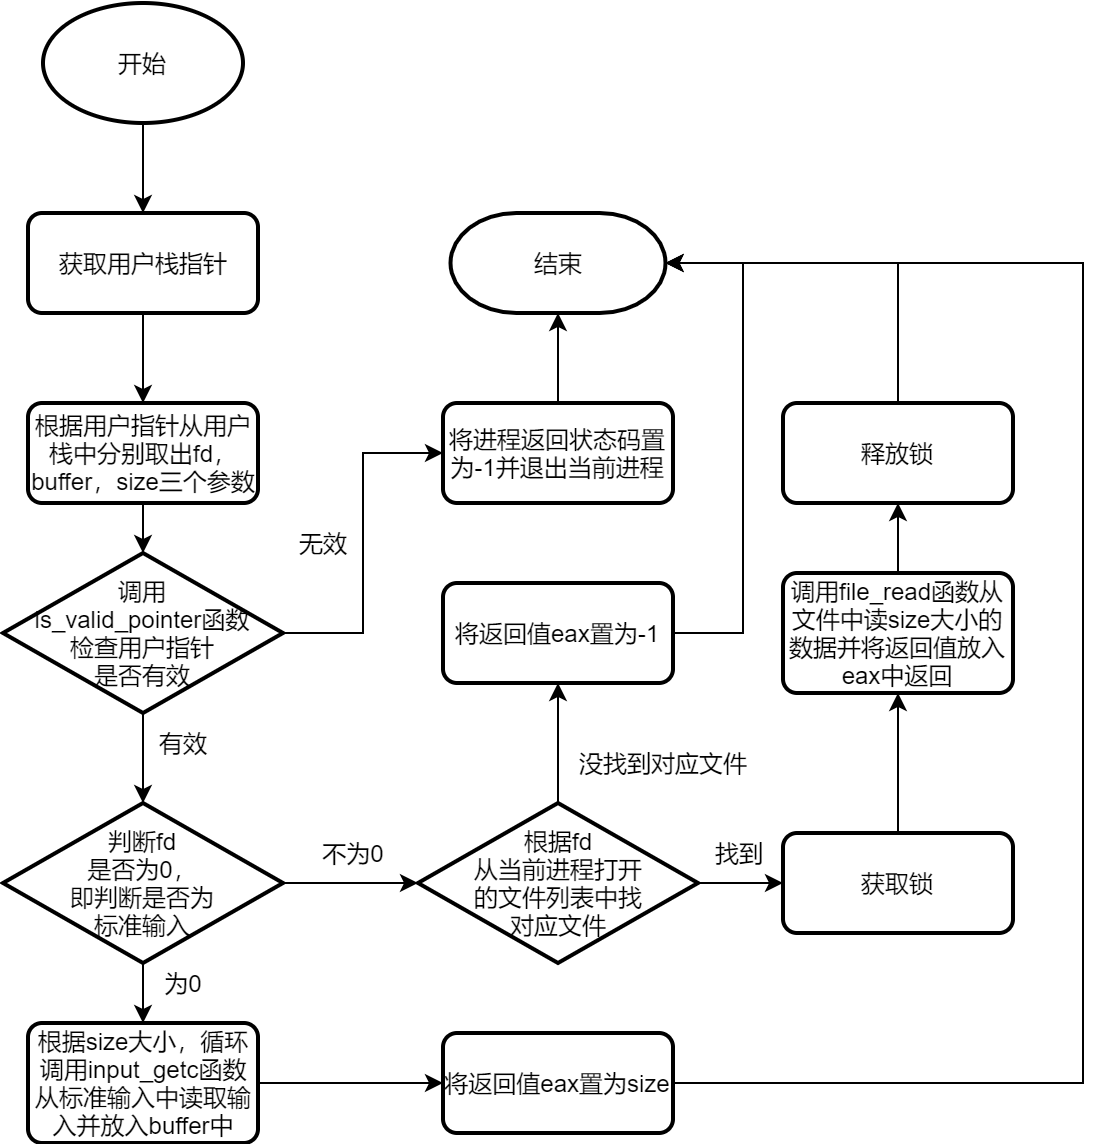 开始
获取用户栈指针
结束
根据用户指针从用户
栈中分别取出fd，
buffer，size三个参数
将进程返回状态码置
为-1并退出当前进程
释放锁
无效
调用
is_valid_pointer函数
检查用户指针
是否有效
将返回值eax置为-1
调用file_read函数从
文件中读size大小的
数据并将返回值放入
eax中返回
有效
没找到对应文件
判断fd
是否为0，
即判断是否为
标准输入
不为0
根据fd
从当前进程打开
的文件列表中找
对应文件
找到
获取锁
为0
根据size大小，循环
调用input_getc函数
从标准输入中读取输
入并放入buffer中
将返回值eax置为size